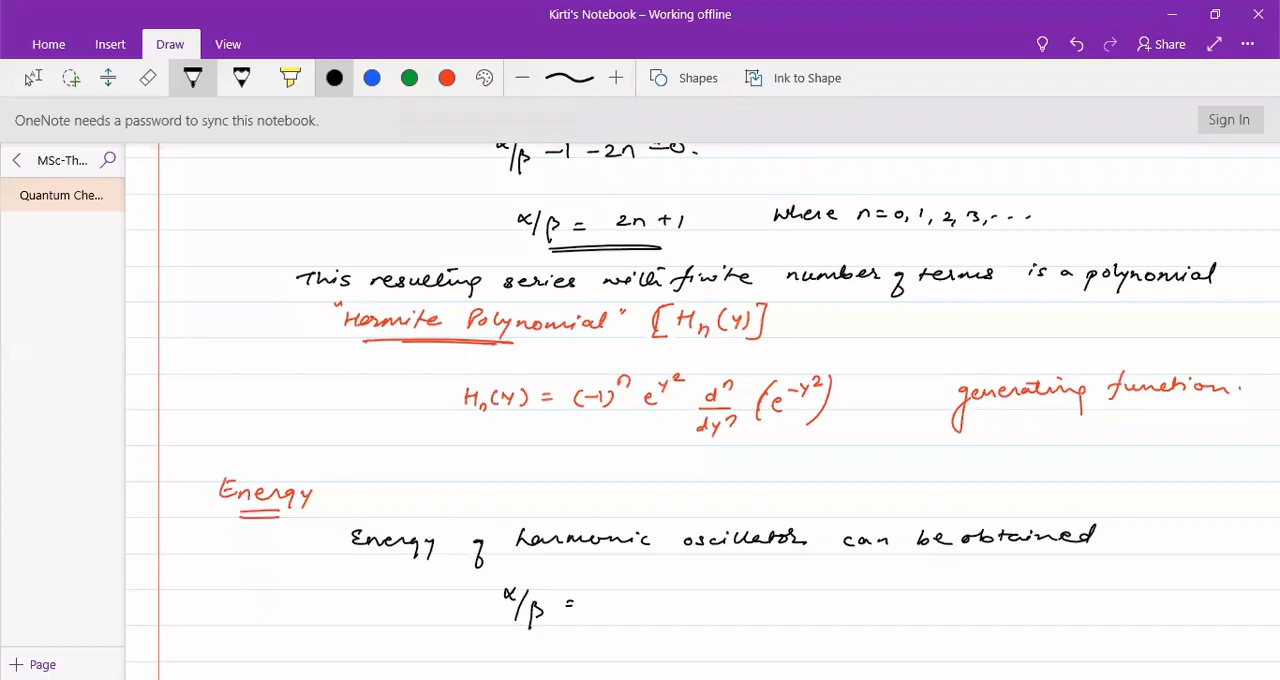 Kirti's Notebook – Working offline
Home Insert Draw View Share
Shapes Ink to Shape
OneNote needs a password to sync this notebook. Sign In
MSc-Th...
Quantum Che...
α/β -1 -2n = 0.
α/β = 2n + 1 where n = 0, 1, 2, 3, ...
This resulting series with finite number of terms is a polynomial
"Hermite Polynomial" [Hₙ(y)]
Hₙ(y) = (-1)ⁿ e^y² dⁿ/dyⁿ (e^-y²) generating function.
Energy
Energy of harmonic oscillator can be obtained
α/β =
+ Page